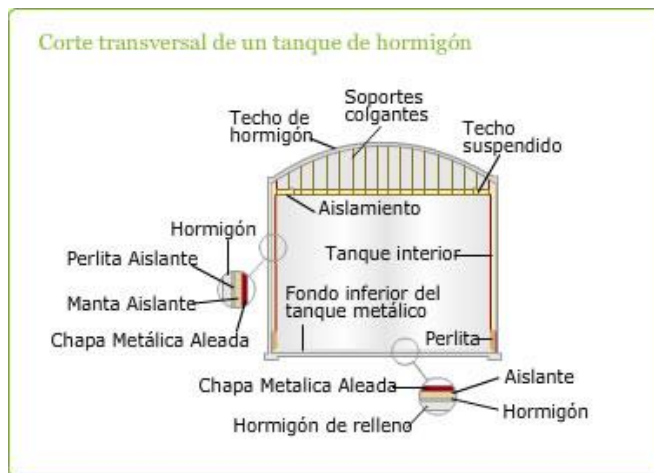 Corte transversal de un tanque de hormigón
Soportes
colgantes
Techo de
hormigón
Techo
suspendido
Aislamiento
Hormigón
Perlita Aislante
Manta Aislante
Chapa Metálica Aleada
Tanque interior
Fondo inferior del
tanque metálico
Perlita
Chapa Metalica Aleada
Aislante
Hormigón
Hormigón de relleno